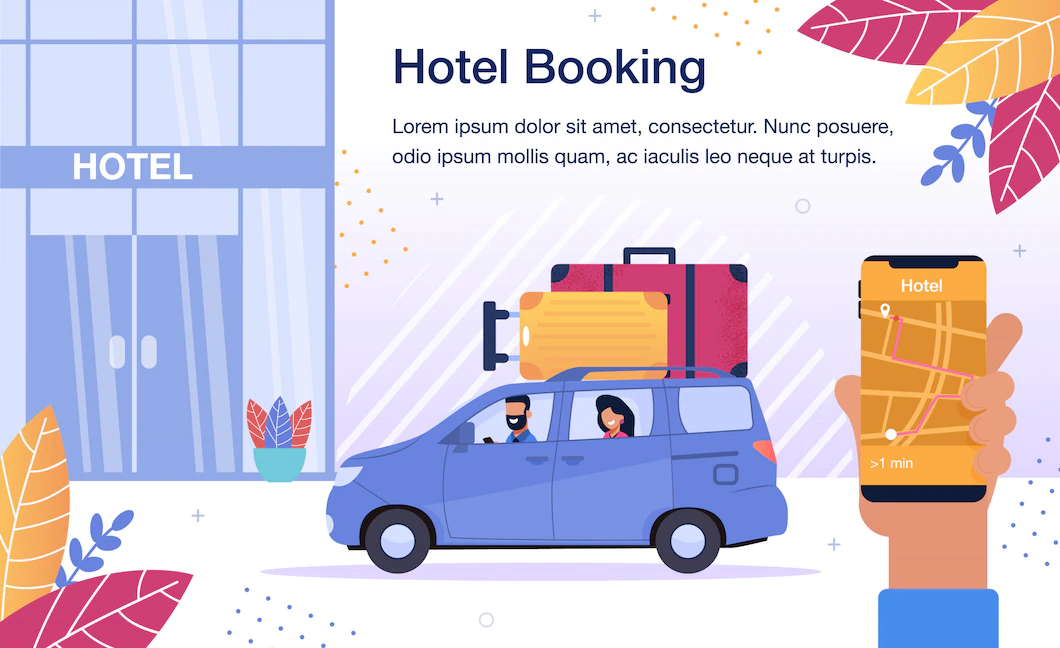 Hotel Booking
Lorem ipsum dolor sit amet, consectetur. Nunc posuere,
odio ipsum mollis quam, ac iaculis leo neque at turpis.
HOTEL
Hotel
>1 min